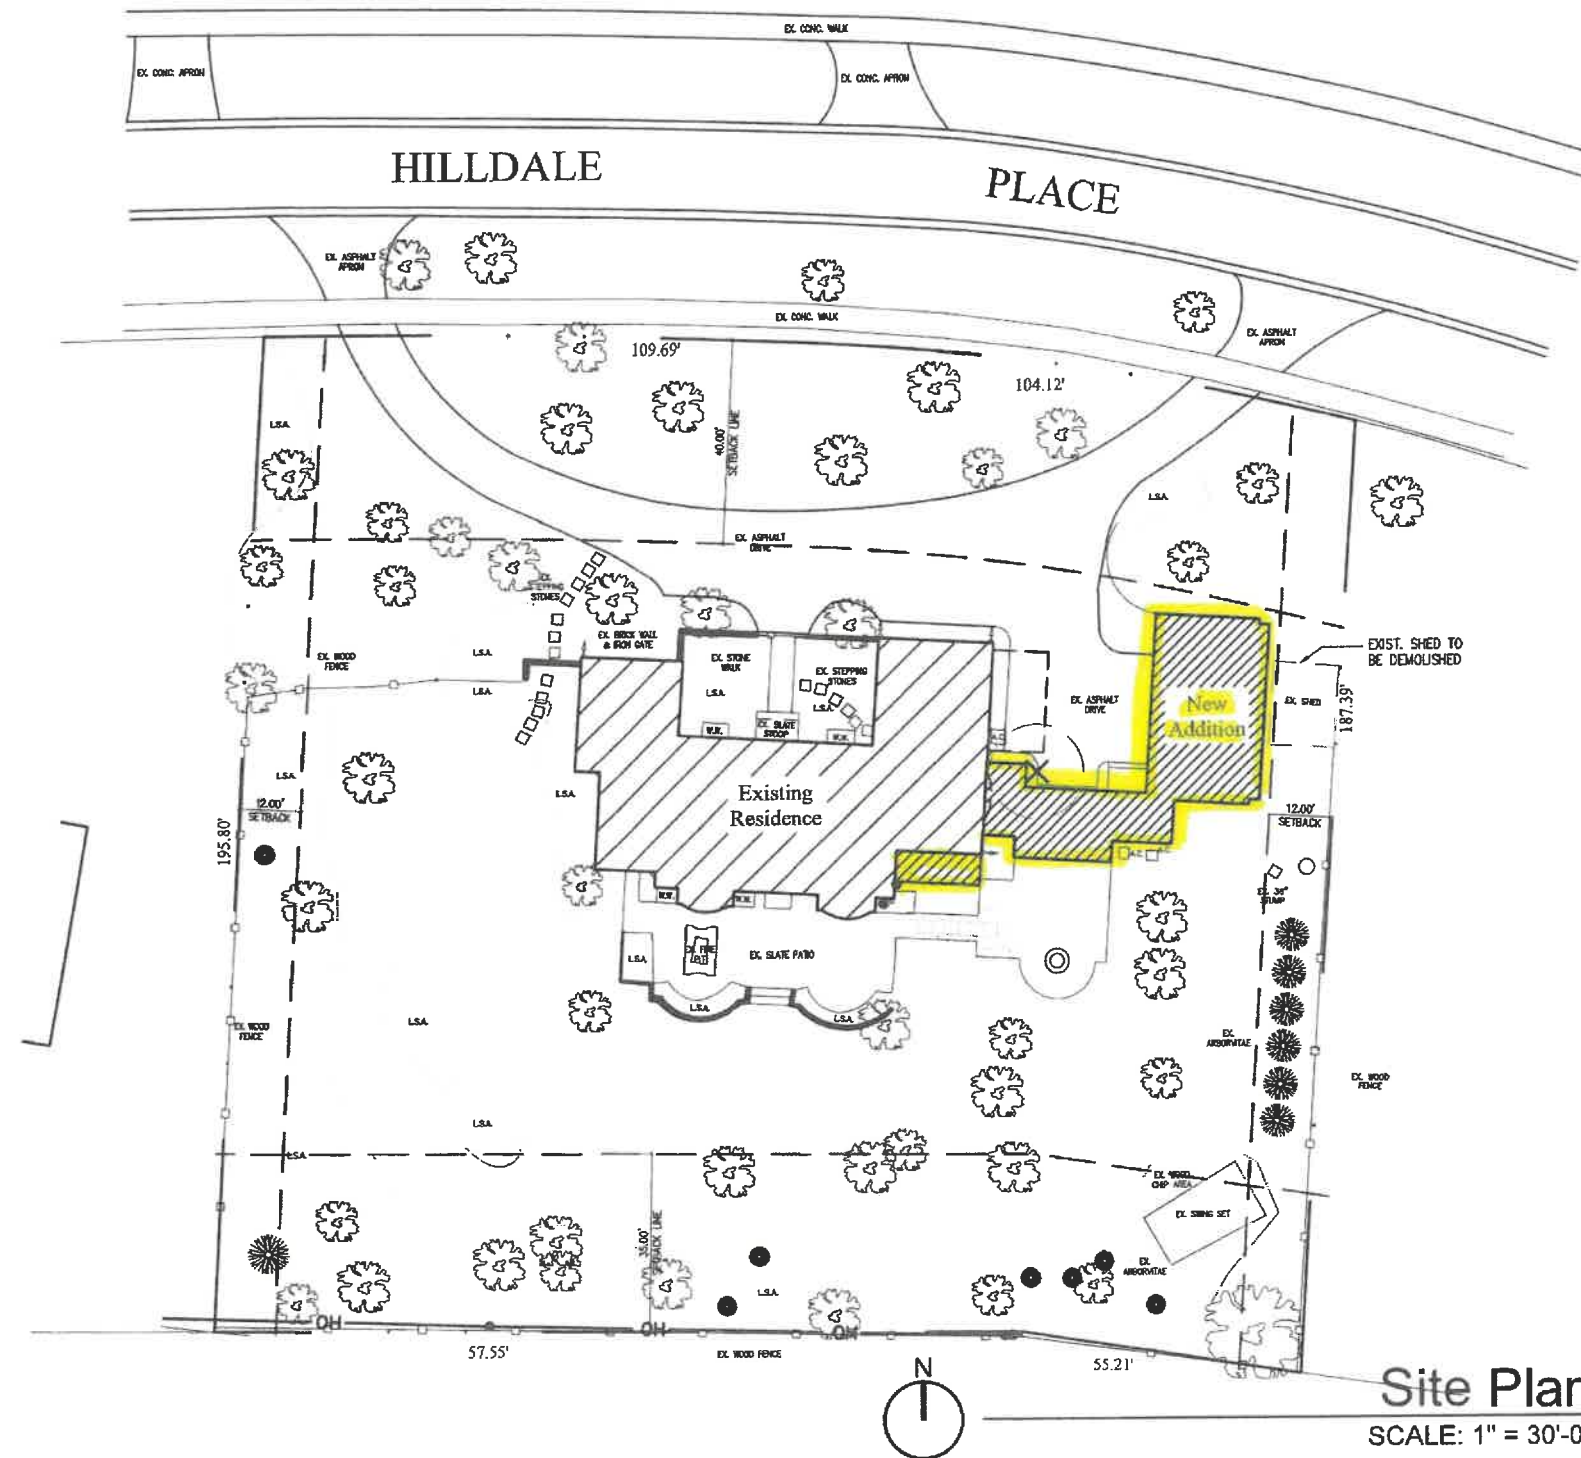 EX. CONC. WALK
EX. CONC. APRON
EX. CONC. APRON
HILLDALE
PLACE
EX. ASPHALT
APRON
EX. CONC. WALK
EX. ASPHALT
APRON
109.69'
104.12'
40.00'
SETBACK LINE
L.S.A.
L.S.A.
EX. ASPHALT
DRIVE
STONES
EX. BRICK WALL
& IRON GATE
EX. WOOD
FENCE
L.S.A.
L.S.A.
EX. STONE
WALK
L.S.A.
EX. STEPPING
STONES
L.S.A.
W.W.
EX. SLATE
STOOP
W.W.
A.C.
EX. ASPHALT
DRIVE
New
Addition
EXIST. SHED TO
BE DEMOLISHED
EX. SHED
187.39'
L.S.A.
L.S.A.
12.00'
SETBACK
195.80'
Existing
Residence
12.00'
SETBACK
A.C.
EX. 36"
STUMP
W.W.
W.W.
L.S.A.
EX. FIRE
PIT
EX. SLATE PATIO
L.S.A.
L.S.A.
L.S.A.
EX. WOOD
FENCE
EX.
ARBORVITAE
EX. WOOD
FENCE
L.S.A.
L.S.A.
EX. WOOD
CHIP AREA
EX. SWING SET
35.00'
SETBACK LINE
L.S.A.
EX.
ARBORVITAE
OH
OH
OH
57.55'
EX. WOOD FENCE
55.21'
N
Site Plan
SCALE: 1" = 30'-0